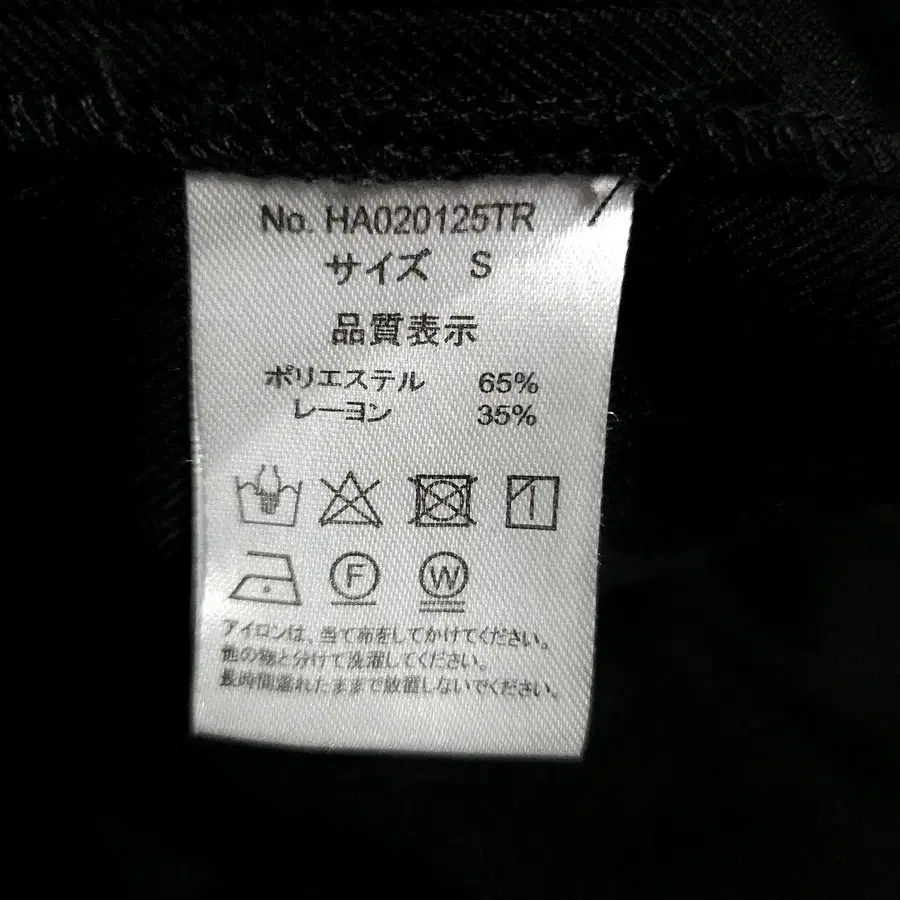 No. HA020125TR
サイズ S
品質表示
ポリエステル 65%
レーヨン 35%
F W
アイロンは、当て布をしてかけてください。
他の物と分けて洗濯してください。
長時間濡れたままで放置しないでください。